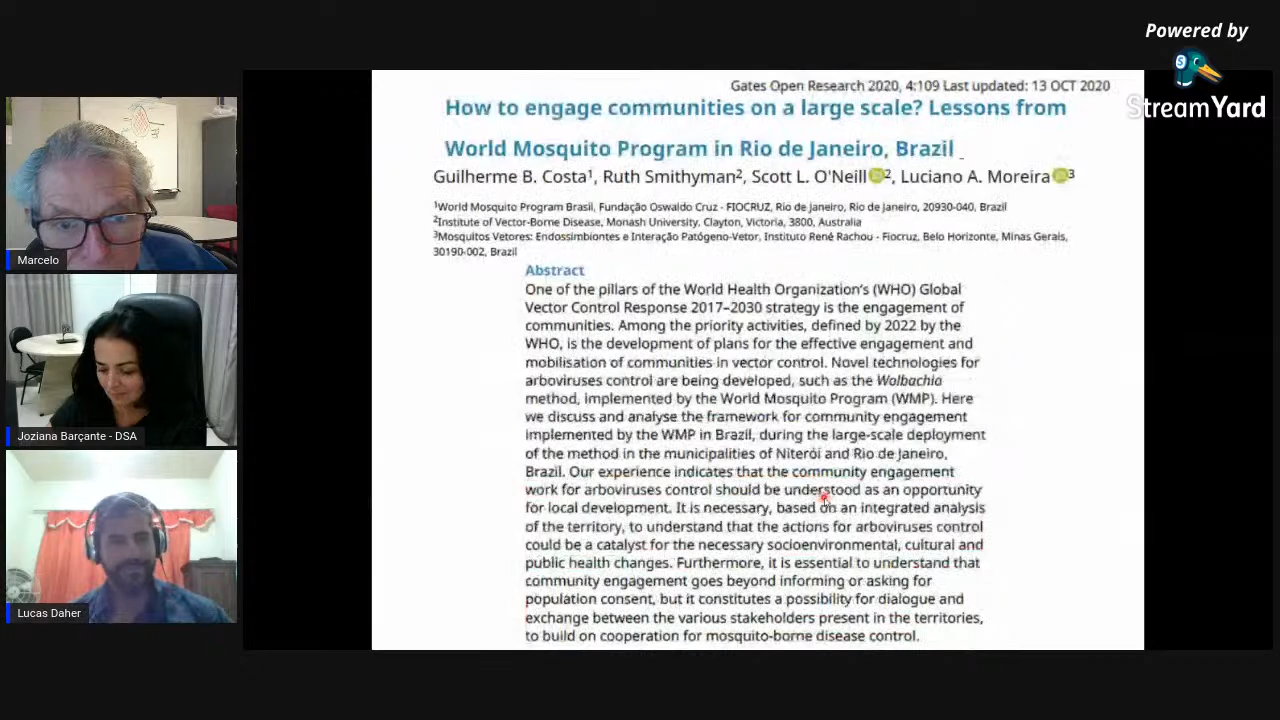 Powered by
StreamYard
Gates Open Research 2020, 4:109 Last updated: 13 OCT 2020
How to engage communities on a large scale? Lessons from
World Mosquito Program in Rio de Janeiro, Brazil
Guilherme B. Costa1, Ruth Smithyman2, Scott L. O'Neill iD 2, Luciano A. Moreira iD 3
1World Mosquito Program Brasil, Fundação Oswaldo Cruz - FIOCRUZ, Rio de Janeiro, Rio de Janeiro, 20930-040, Brazil
2Institute of Vector-Borne Disease, Monash University, Clayton, Victoria, 3800, Australia
3Mosquitos Vetores: Endossimbiontes e Interação Patógeno-Vetor, Instituto René Rachou - Fiocruz, Belo Horizonte, Minas Gerais,
30190-002, Brazil
Abstract
One of the pillars of the World Health Organization's (WHO) Global
Vector Control Response 2017–2030 strategy is the engagement of
communities. Among the priority activities, defined by 2022 by the
WHO, is the development of plans for the effective engagement and
mobilisation of communities in vector control. Novel technologies for
arboviruses control are being developed, such as the Wolbachia
method, implemented by the World Mosquito Program (WMP). Here
we discuss and analyse the framework for community engagement
implemented by the WMP in Brazil, during the large-scale deployment
of the method in the municipalities of Niterói and Rio de Janeiro,
Brazil. Our experience indicates that the community engagement
work for arboviruses control should be understood as an opportunity
for local development. It is necessary, based on an integrated analysis
of the territory, to understand that the actions for arboviruses control
could be a catalyst for the necessary socioenvironmental, cultural and
public health changes. Furthermore, it is essential to understand that
community engagement goes beyond informing or asking for
population consent, but it constitutes a possibility for dialogue and
exchange between the various stakeholders present in the territories,
to build on cooperation for mosquito-borne disease control.
Marcelo
Joziana Barçante - DSA
Lucas Daher